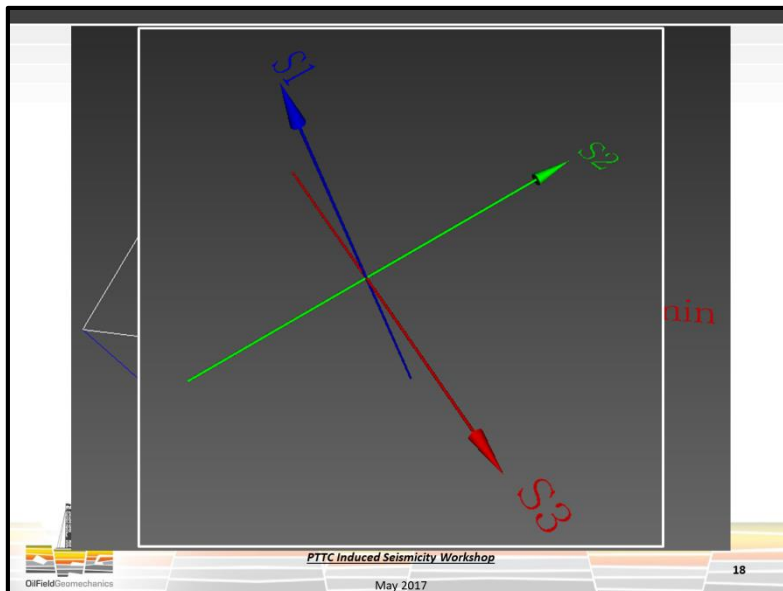 S1
S2
nin
S3
PTTC Induced Seismicity Workshop
18
OilFieldGeomechanics
May 2017